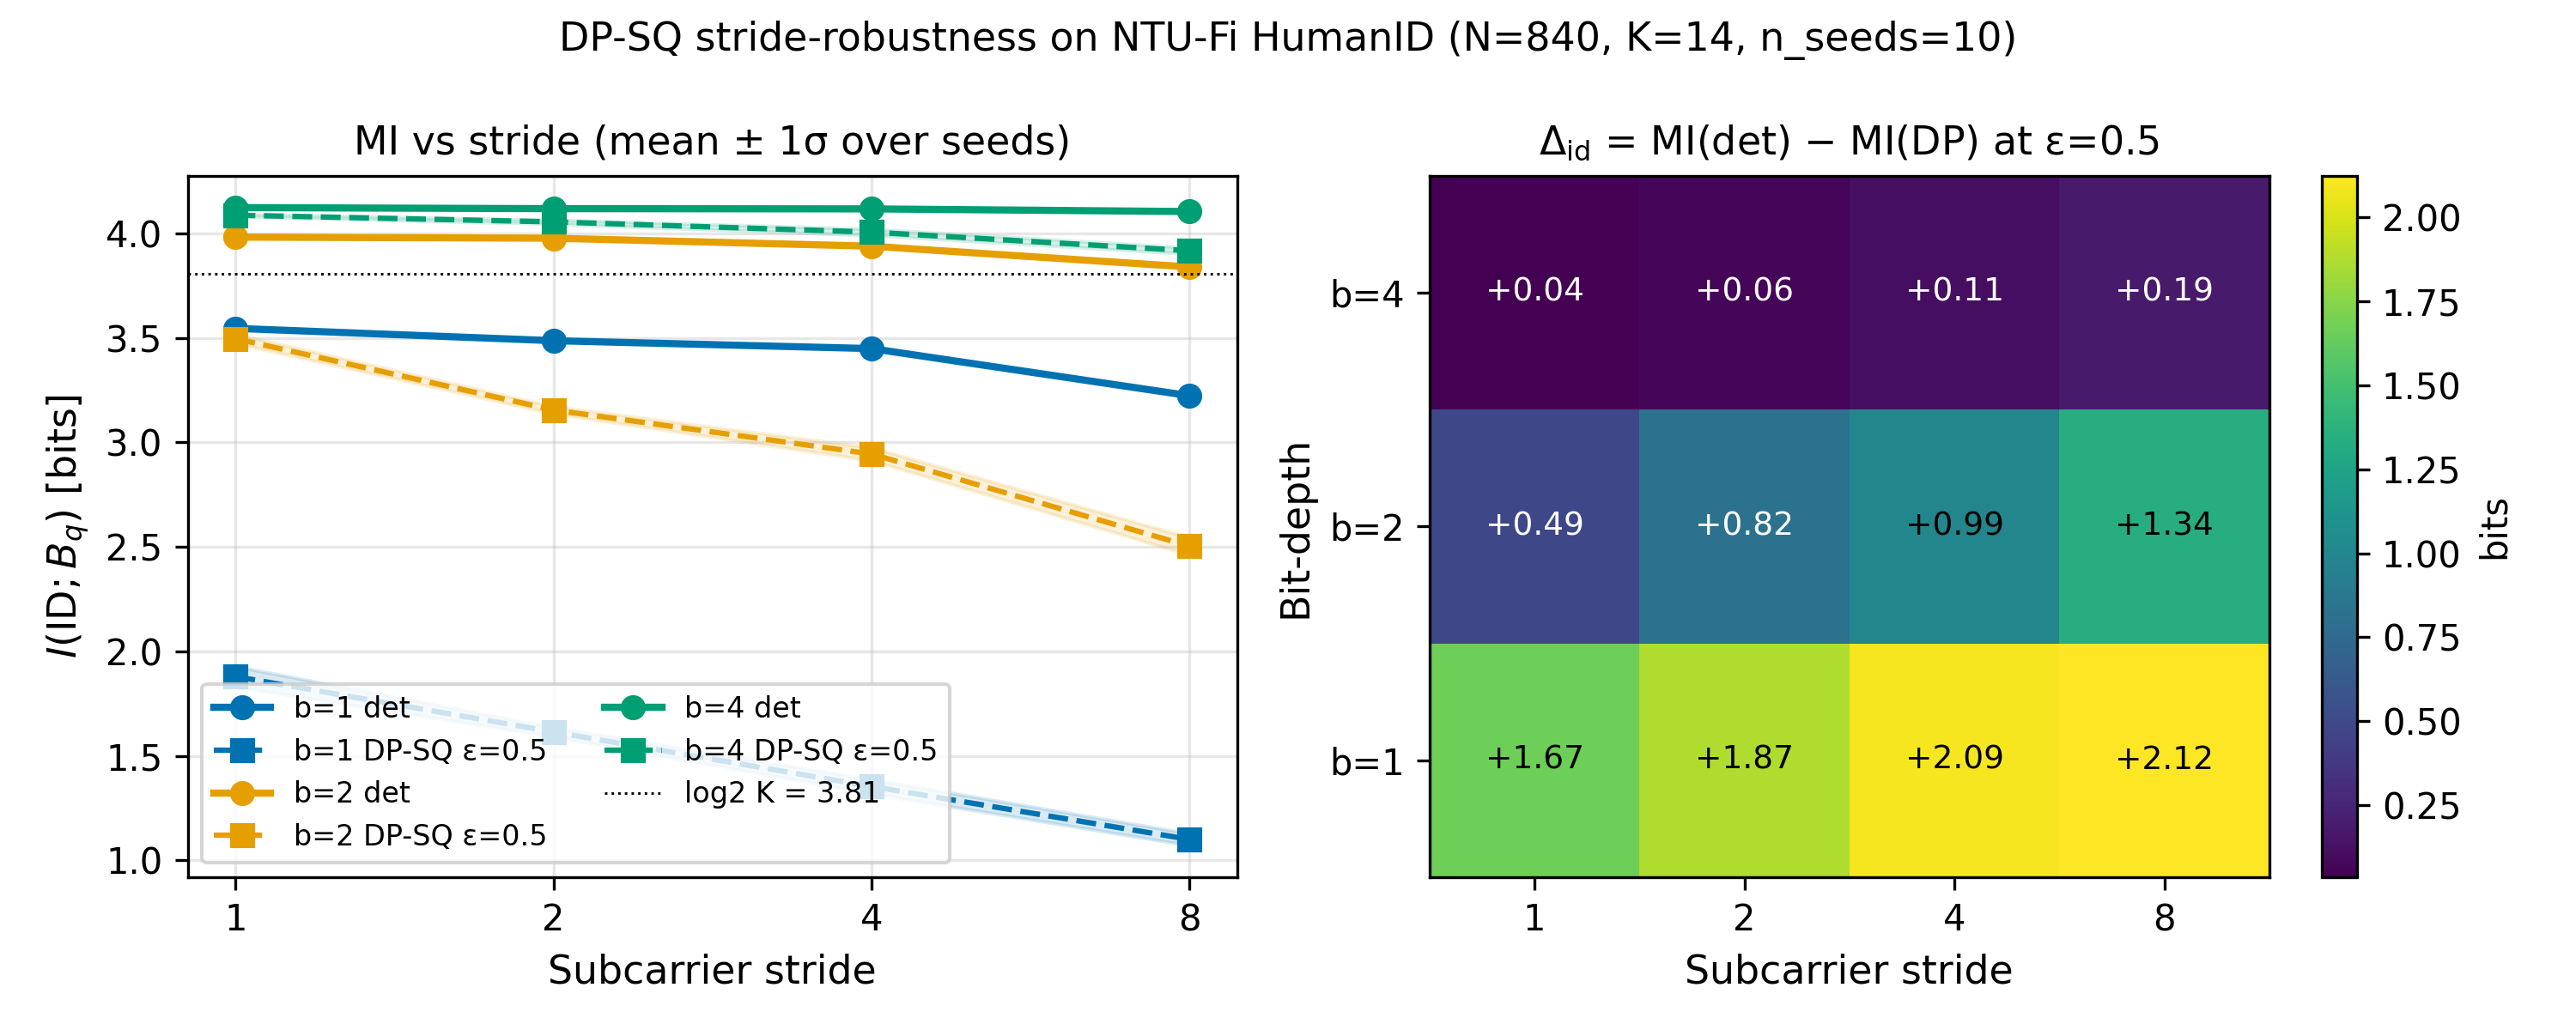 DP-SQ stride-robustness on NTU-Fi HumanID (N=840, K=14, n_seeds=10)
MI vs stride (mean ± 1σ over seeds)
I(ID; B_q) [bits]
4.0
3.5
3.0
2.5
2.0
1.5
1.0
b=1 det
b=1 DP-SQ ε=0.5
b=2 det
b=2 DP-SQ ε=0.5
b=4 det
b=4 DP-SQ ε=0.5
log2 K = 3.81
1 2 4 8
Subcarrier stride
Δ_id = MI(det) − MI(DP) at ε=0.5
Bit-depth
b=4 +0.04 +0.06 +0.11 +0.19
b=2 +0.49 +0.82 +0.99 +1.34
b=1 +1.67 +1.87 +2.09 +2.12
1 2 4 8
Subcarrier stride
2.00
1.75
1.50
1.25
1.00
0.75
0.50
0.25
bits